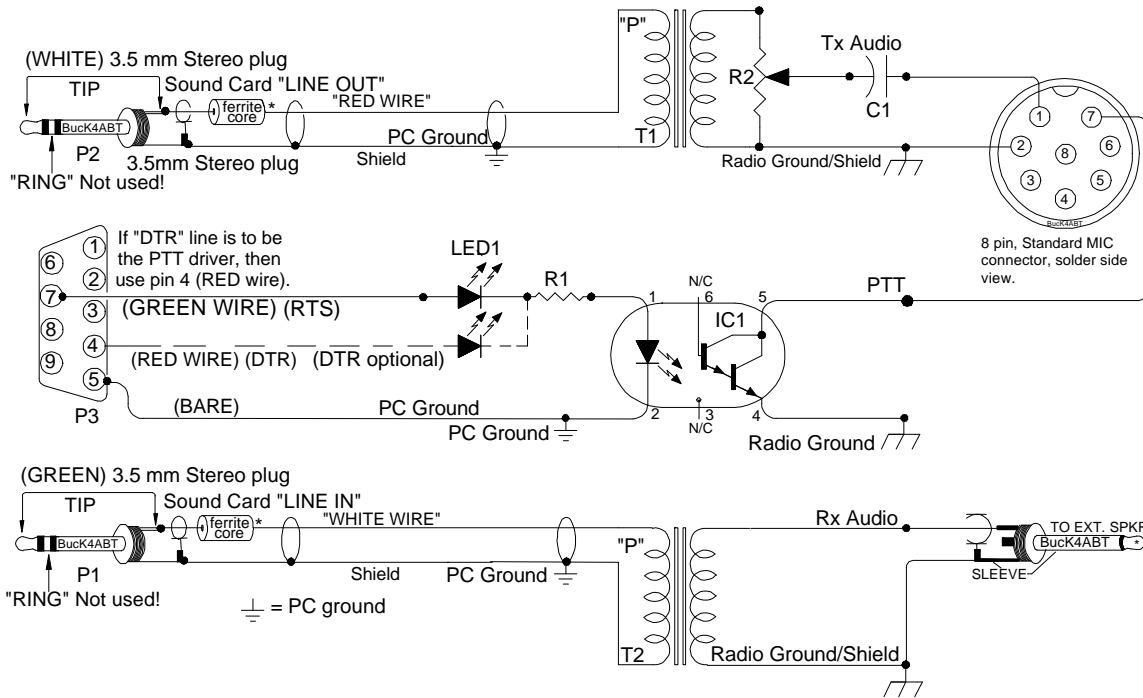 "P"
(WHITE) 3.5 mm Stereo plug
TIP
Sound Card "LINE OUT"
ferrite
core
*
"RED WIRE"
BucK4ABT
P2
3.5mm Stereo plug
"RING" Not used!
Shield
PC Ground
T1
R2
Tx Audio
C1
Radio Ground/Shield
1
7
2
8
6
3
5
4
BucK4ABT
8 pin, Standard MIC
connector, solder side
view.
If "DTR" line is to be
the PTT driver, then
use pin 4 (RED wire).
1
6
2
7
3
8
4
9
5
P3
(GREEN WIRE) (RTS)
(RED WIRE) (DTR)
(DTR optional)
(BARE)
PC Ground
PC Ground
LED1
R1
N/C
1
6
5
IC1
2
3
4
N/C
PTT
Radio Ground
(GREEN) 3.5 mm Stereo plug
TIP
Sound Card "LINE IN"
ferrite
core
*
"WHITE WIRE"
BucK4ABT
P1
"RING" Not used!
Shield
PC Ground
= PC ground
"P"
T2
Rx Audio
Radio Ground/Shield
TO EXT. SPKR
BucK4ABT
*
SLEEVE